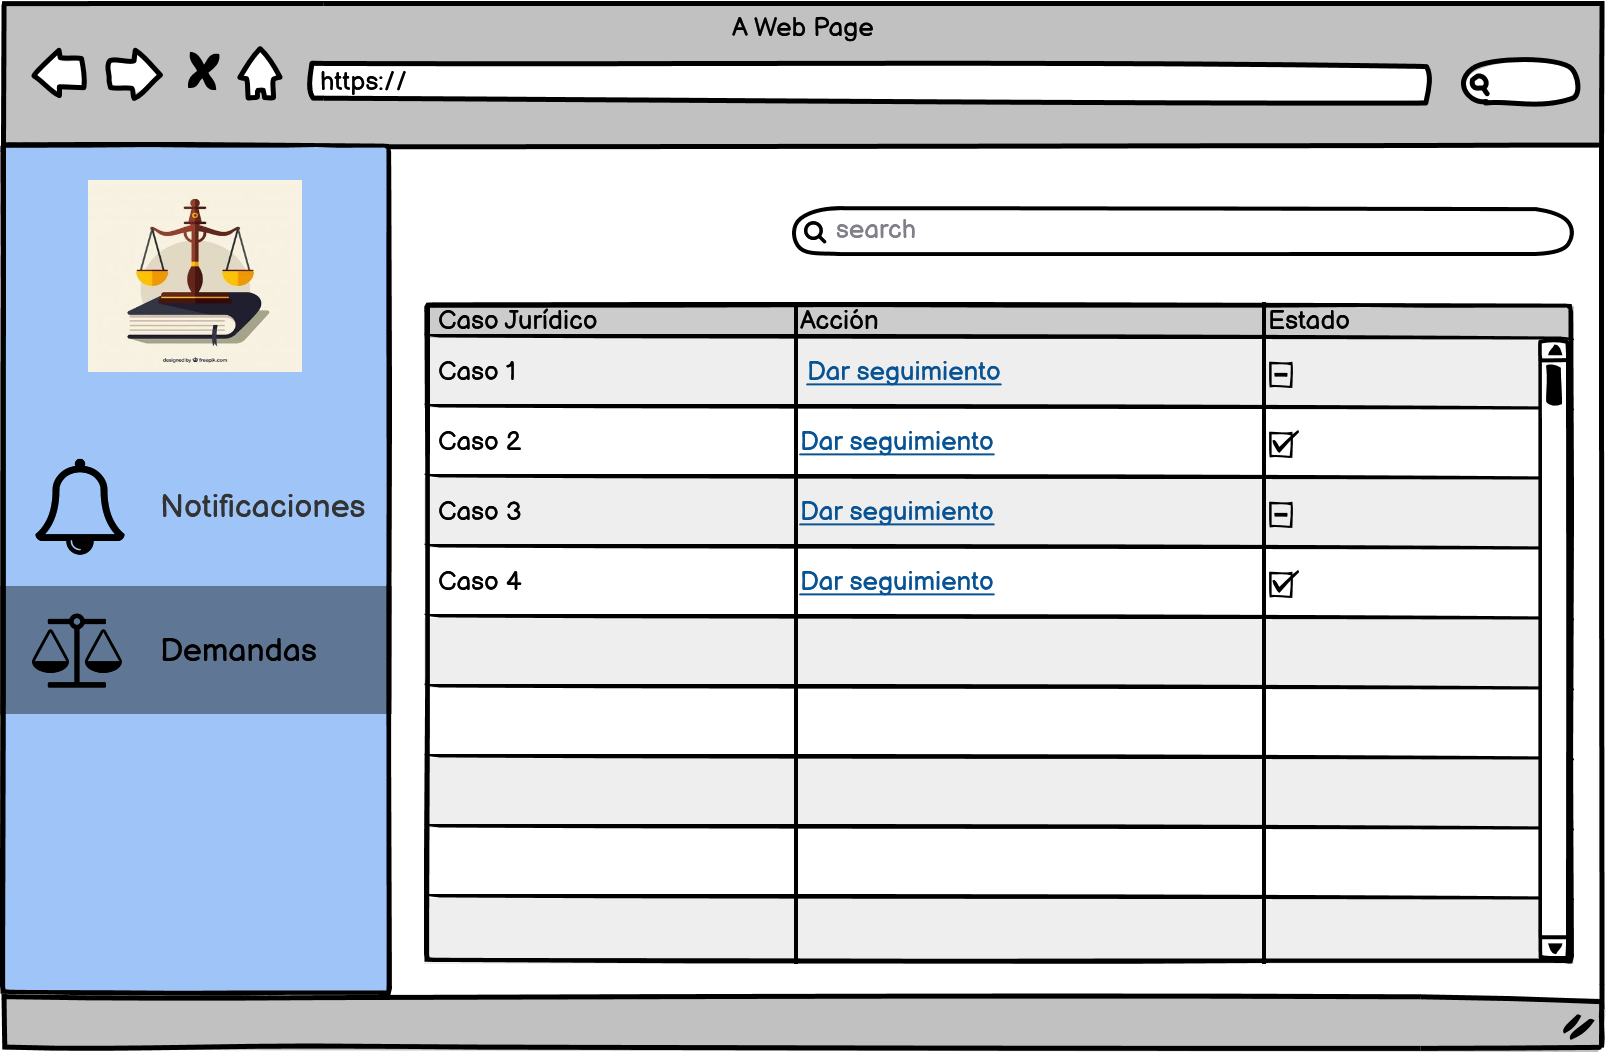 A Web Page
https://
search
designed by freepik.com
Notificaciones
Demandas
Caso Jurídico Acción Estado
Caso 1 Dar seguimiento
Caso 2 Dar seguimiento
Caso 3 Dar seguimiento
Caso 4 Dar seguimiento